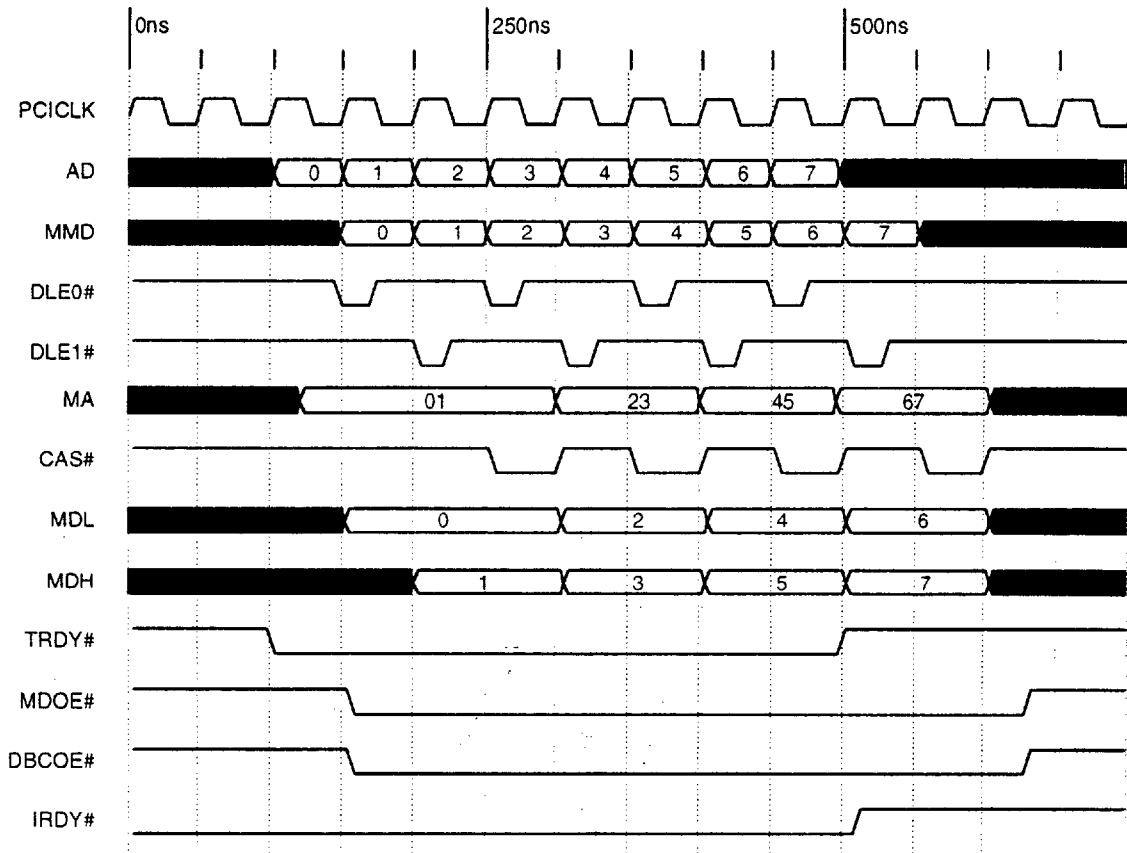 0ns 250ns 500ns
PCICLK
AD 0 1 2 3 4 5 6 7
MMD 0 1 2 3 4 5 6 7
DLE0#
DLE1#
MA 01 23 45 67
CAS#
MDL 0 2 4 6
MDH 1 3 5 7
TRDY#
MDOE#
DBCOE#
IRDY#